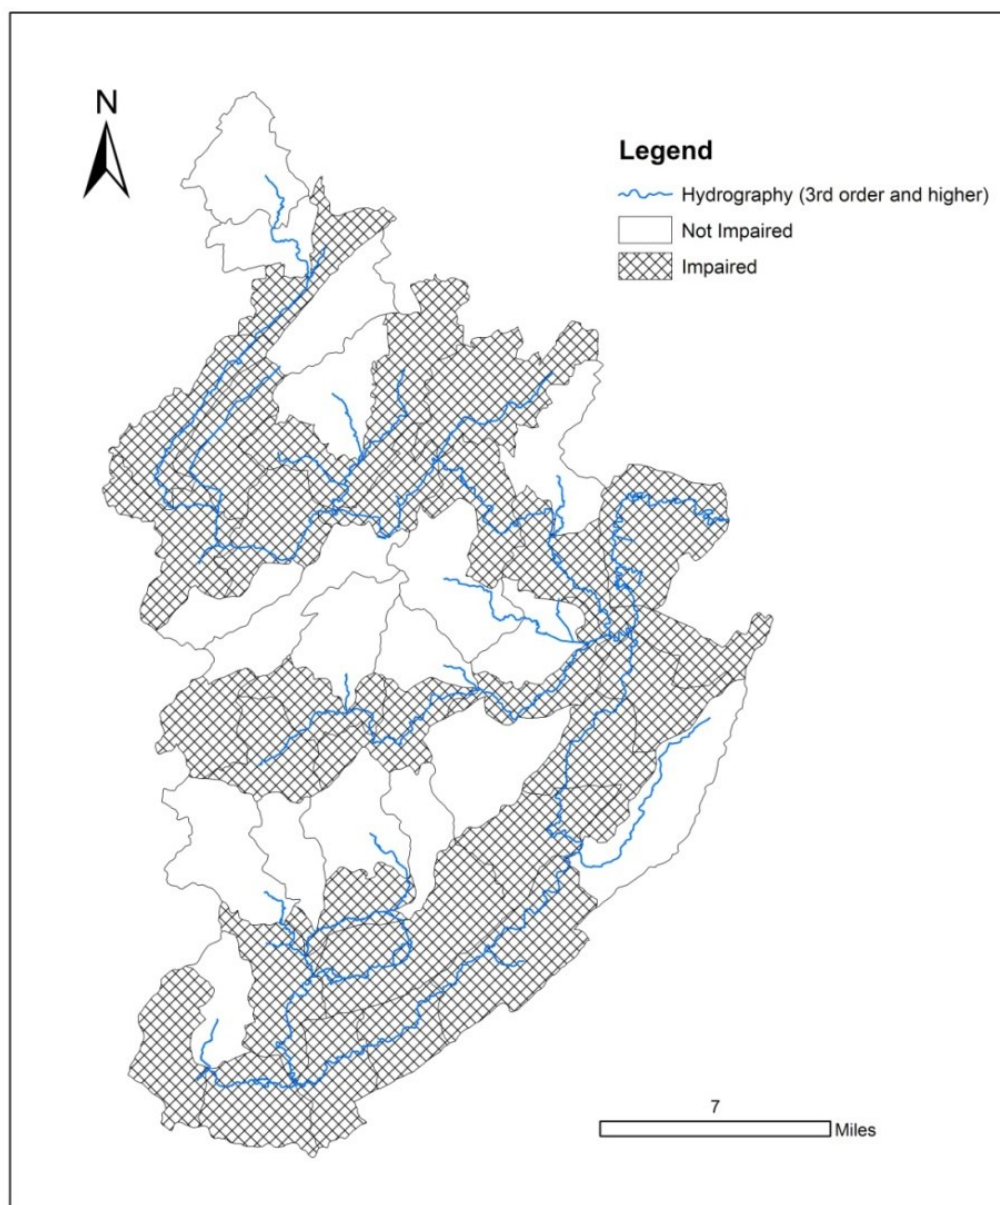 N
Legend
Hydrography (3rd order and higher)
Not Impaired
Impaired
7
Miles